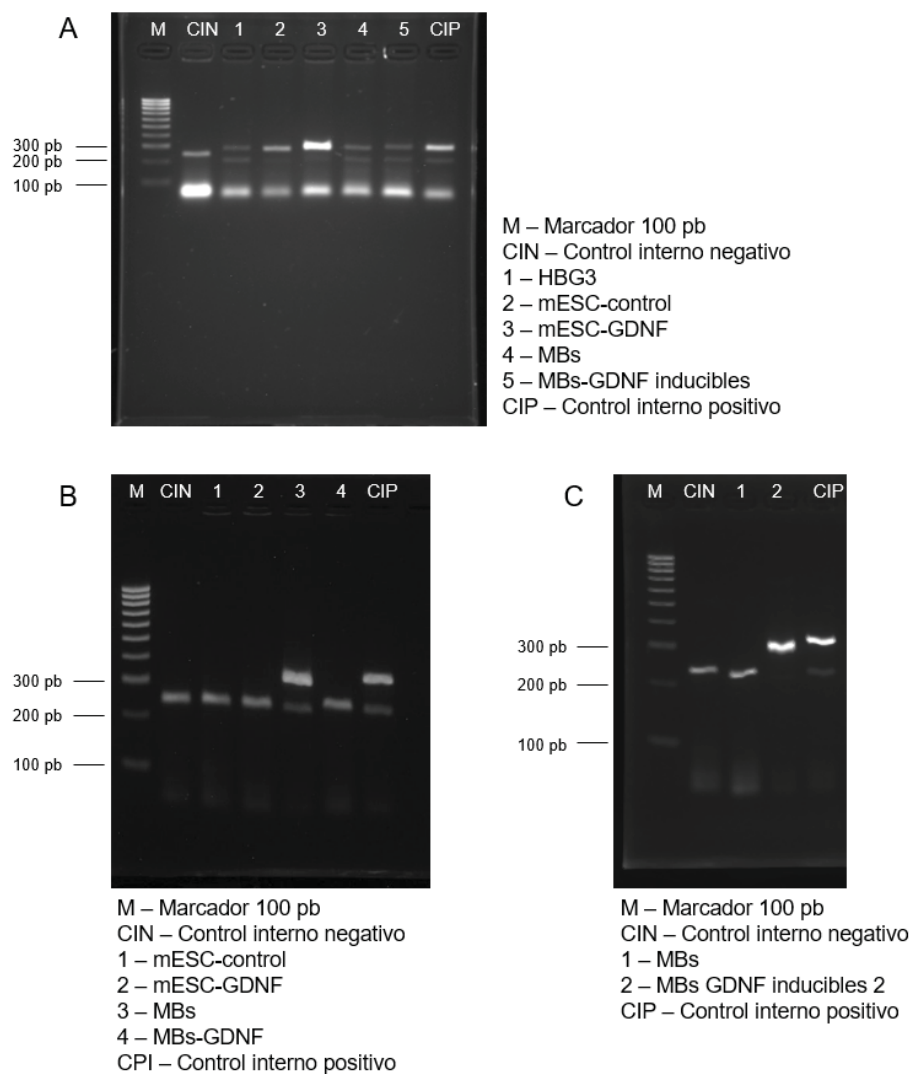 A
M CIN 1 2 3 4 5 CIP
300 pb
200 pb
100 pb
M – Marcador 100 pb
CIN – Control interno negativo
1 – HBG3
2 – mESC-control
3 – mESC-GDNF
4 – MBs
5 – MBs-GDNF inducibles
CIP – Control interno positivo
B
M CIN 1 2 3 4 CIP
300 pb
200 pb
100 pb
M – Marcador 100 pb
CIN – Control interno negativo
1 – mESC-control
2 – mESC-GDNF
3 – MBs
4 – MBs-GDNF
CPI – Control interno positivo
C
M CIN 1 2 CIP
300 pb
200 pb
100 pb
M – Marcador 100 pb
CIN – Control interno negativo
1 – MBs
2 – MBs GDNF inducibles 2
CIP – Control interno positivo